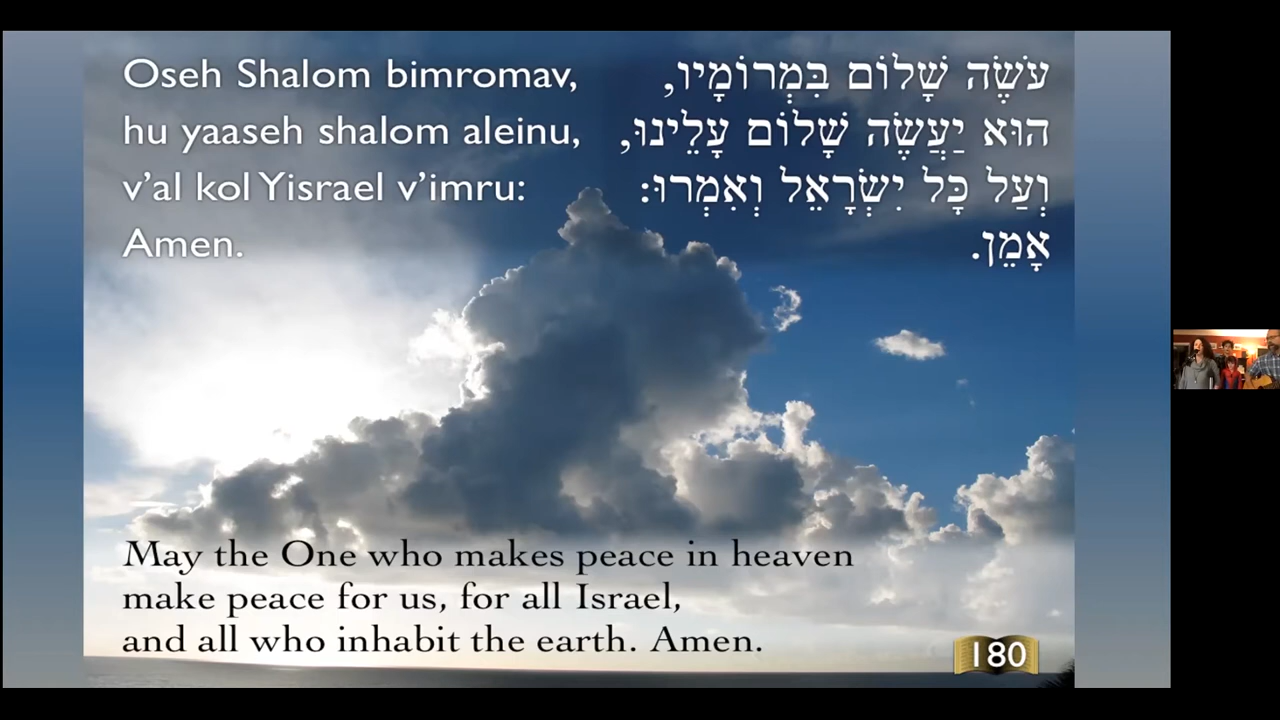 Oseh Shalom bimromav,
hu yaaseh shalom aleinu,
v'al kol Yisrael v'imru:
Amen.
עֹשֶׂה שָׁלוֹם בִּמְרוֹמָיו,
הוּא יַעֲשֶׂה שָׁלוֹם עָלֵינוּ,
וְעַל כָּל יִשְׂרָאֵל וְאִמְרוּ:
אָמֵן.
May the One who makes peace in heaven
make peace for us, for all Israel,
and all who inhabit the earth. Amen.
180